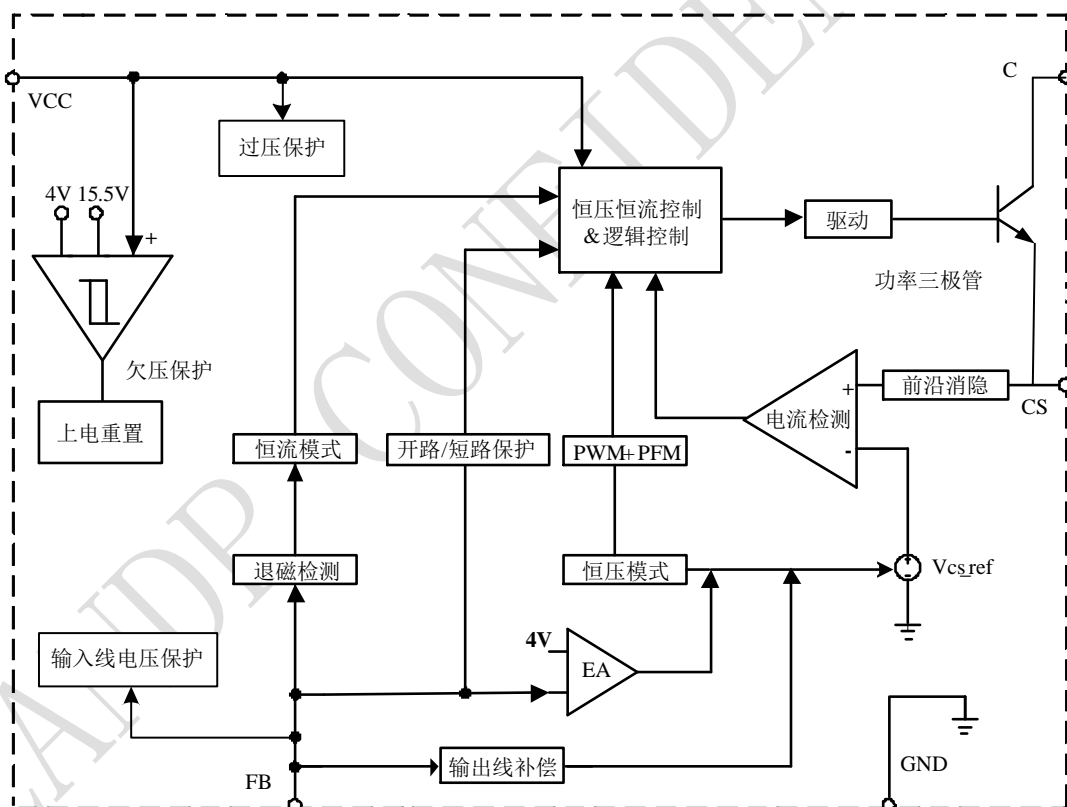 VCC
C
过压保护
4V 15.5V
+
恒压恒流控制
&逻辑控制
驱动
功率三极管
欠压保护
上电重置
前沿消隐
CS
+
电流检测
-
恒流模式
开路/短路保护
PWM+PFM
退磁检测
恒压模式
Vcs_ref
输入线电压保护
4V
EA
输出线补偿
FB
GND
ANDP CONFIDEN